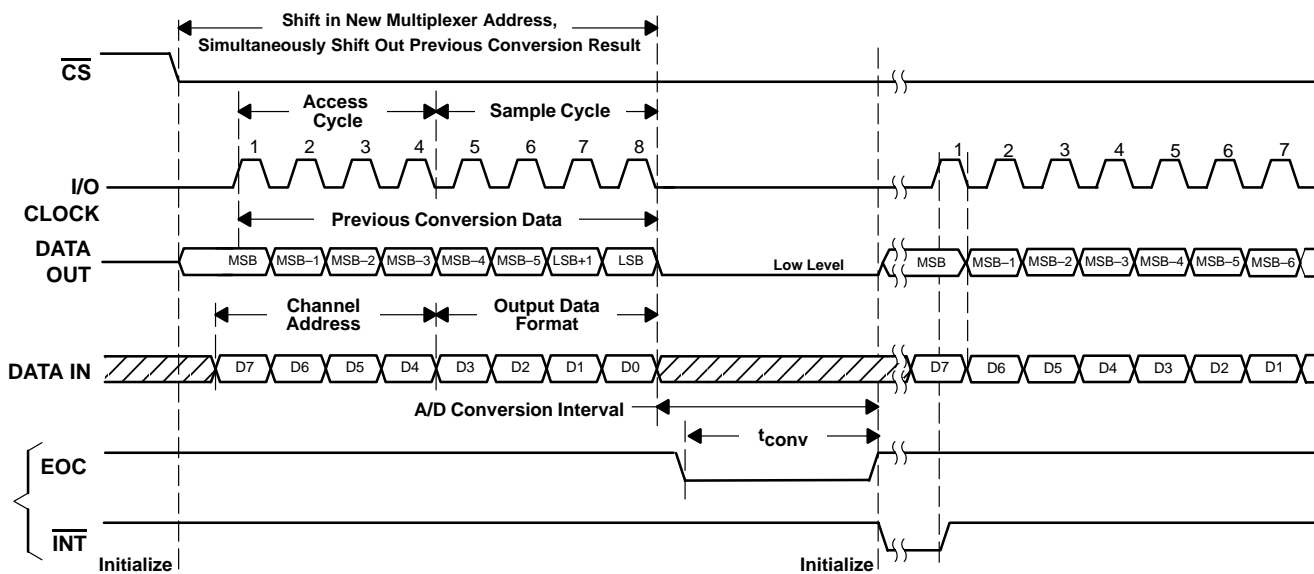 Shift in New Multiplexer Address,
Simultaneously Shift Out Previous Conversion Result
CS
Access
Cycle
Sample Cycle
1 2 3 4 5 6 7 8 1 2 3 4 5 6 7
I/O
CLOCK
Previous Conversion Data
DATA
OUT
MSB MSB–1 MSB–2 MSB–3 MSB–4 MSB–5 LSB+1 LSB Low Level MSB MSB–1 MSB–2 MSB–3 MSB–4 MSB–5 MSB–6
Channel
Address
Output Data
Format
DATA IN D7 D6 D5 D4 D3 D2 D1 D0 D7 D6 D5 D4 D3 D2 D1
A/D Conversion Interval
tconv
EOC
INT
Initialize Initialize